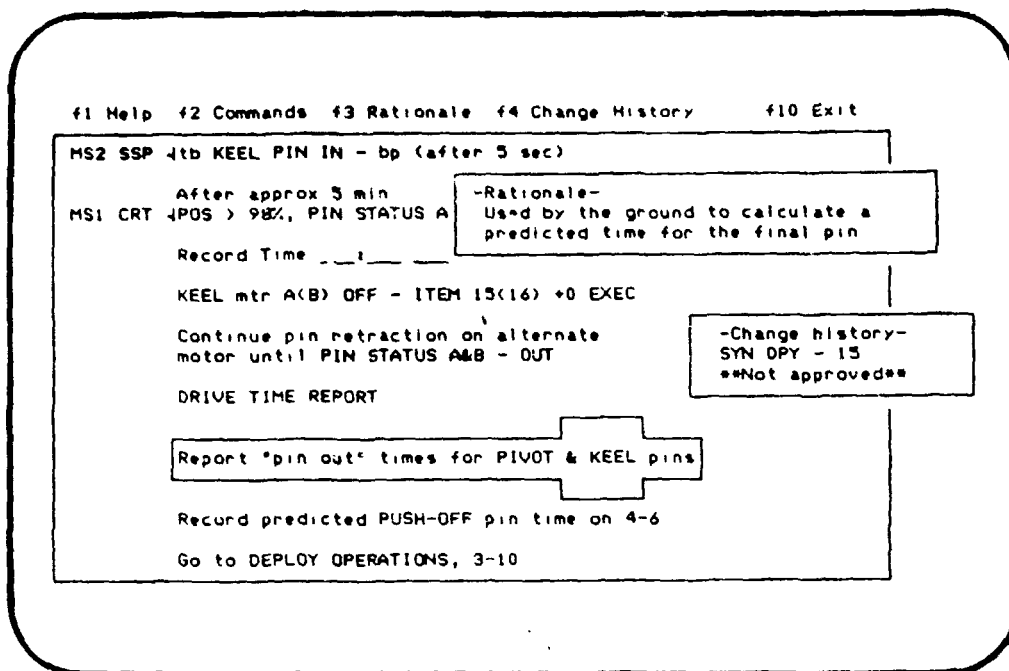 f1 Help f2 Commands f3 Rationale f4 Change History f10 Exit
MS2 SSP √tb KEEL PIN IN - bp (after 5 sec)
After approx 5 min
MS1 CRT √POS > 98%, PIN STATUS A
-Rationale-
Used by the ground to calculate a
predicted time for the final pin
Record Time __:__ __
KEEL mtr A(B) OFF - ITEM 15(16) +0 EXEC
Continue pin retraction on alternate
motor until PIN STATUS A&B - OUT
-Change history-
SYN DPY - 15
**Not approved**
DRIVE TIME REPORT
Report "pin out" times for PIVOT & KEEL pins
Record predicted PUSH-OFF pin time on 4-6
Go to DEPLOY OPERATIONS, 3-10